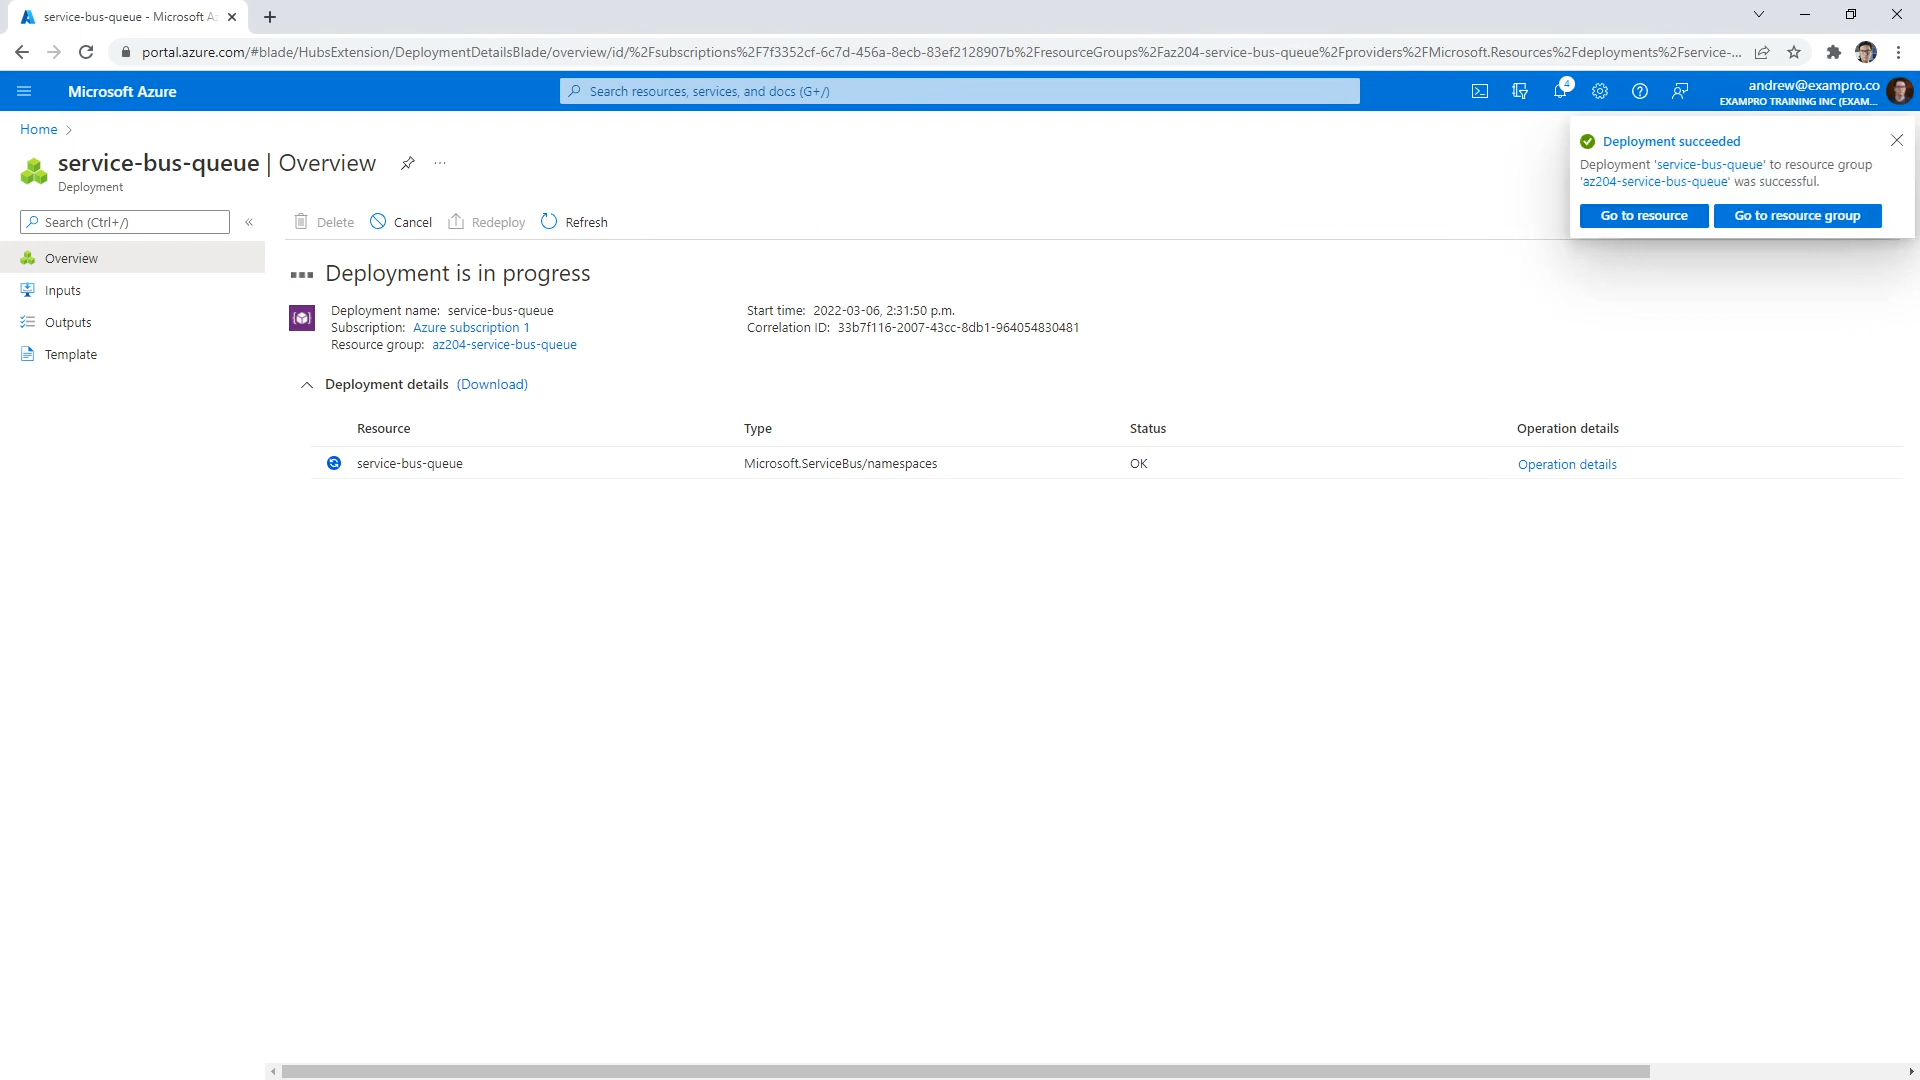 service-bus-queue - Microsoft A
portal.azure.com/#blade/HubsExtension/DeploymentDetailsBlade/overview/id/%2Fsubscriptions%2F7f3352cf-6c7d-456a-8ecb-83ef2128907b%2FresourceGroups%2Faz204-service-bus-queue%2Fproviders%2FMicrosoft.Resources%2Fdeployments%2Fservice-...
Microsoft Azure
Search resources, services, and docs (G+/)
4
andrew@exampro.co
EXAMPRO TRAINING INC (EXAM...
Home
service-bus-queue | Overview
...
Deployment
Deployment succeeded
Deployment 'service-bus-queue' to resource group
'az204-service-bus-queue' was successful.
Go to resource
Go to resource group
Search (Ctrl+/)
«
Delete
Cancel
Redeploy
Refresh
Overview
Inputs
Outputs
Template
Deployment is in progress
Deployment name: service-bus-queue
Subscription: Azure subscription 1
Resource group: az204-service-bus-queue
Start time: 2022-03-06, 2:31:50 p.m.
Correlation ID: 33b7f116-2007-43cc-8db1-964054830481
Deployment details (Download)
Resource Type Status Operation details
service-bus-queue Microsoft.ServiceBus/namespaces OK Operation details